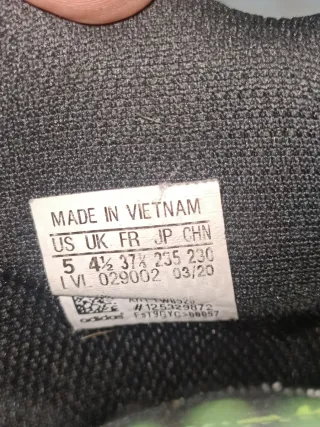 MADE IN VIETNAM
US UK FR JP CHN
5 4½ 37⅓ 235 230
LVL 029002 03/20
#125329872
adidas